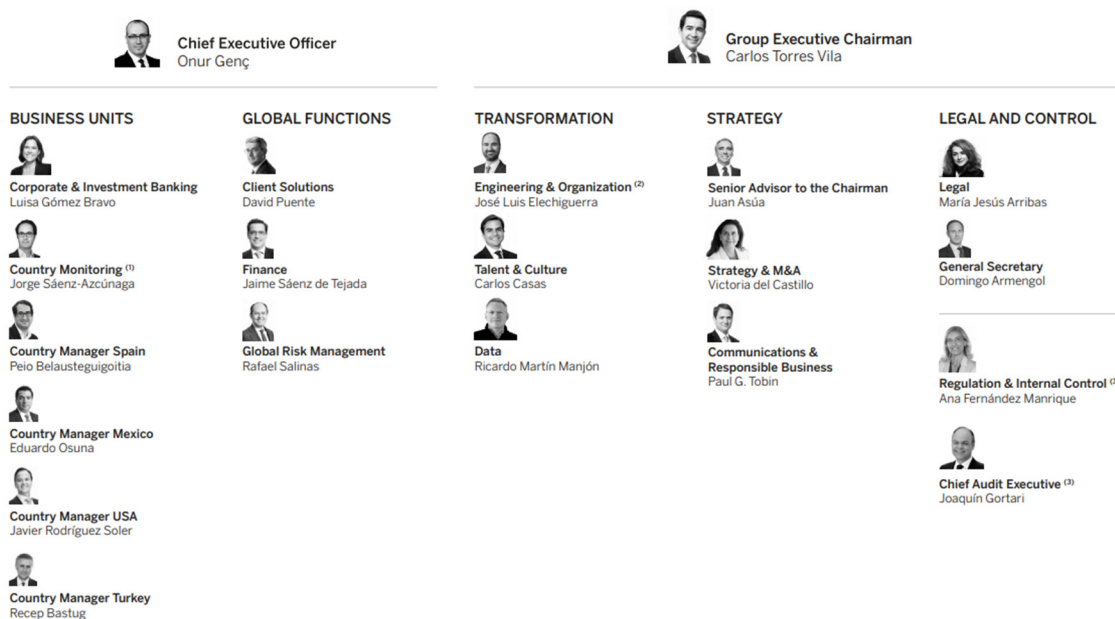 Chief Executive Officer
Onur Genç
Group Executive Chairman
Carlos Torres Vila
BUSINESS UNITS
Corporate & Investment Banking
Luisa Gómez Bravo
Country Monitoring (1)
Jorge Sáenz-Azcúnaga
Country Manager Spain
Peio Belausteguigoitia
Country Manager Mexico
Eduardo Osuna
Country Manager USA
Javier Rodríguez Soler
Country Manager Turkey
Recep Bastug
GLOBAL FUNCTIONS
Client Solutions
David Puente
Finance
Jaime Sáenz de Tejada
Global Risk Management
Rafael Salinas
TRANSFORMATION
Engineering & Organization (2)
José Luis Elechiguerra
Talent & Culture
Carlos Casas
Data
Ricardo Martín Manjón
STRATEGY
Senior Advisor to the Chairman
Juan Asúa
Strategy & M&A
Victoria del Castillo
Communications &
Responsible Business
Paul G. Tobin
LEGAL AND CONTROL
Legal
María Jesús Arribas
General Secretary
Domingo Armengol
Regulation & Internal Control
Ana Fernández Manrique
Chief Audit Executive (3)
Joaquín Gortari